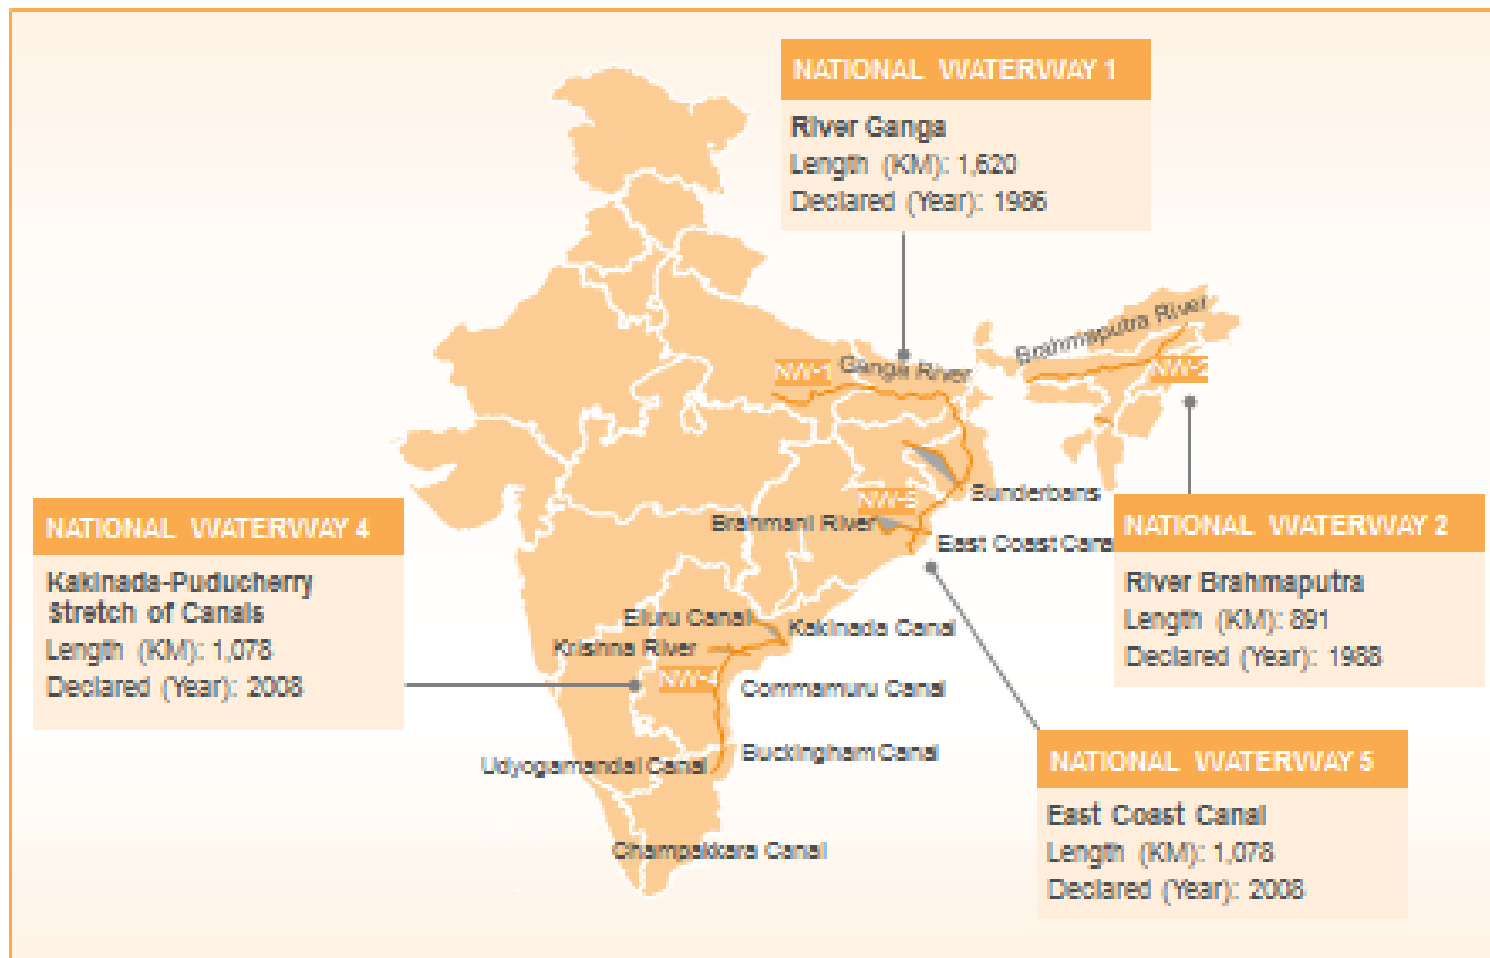 NATIONAL WATERWAY 1
River Ganga
Length (KM): 1,620
Declared (Year): 1986
Brahmaputra River
NW-1
Ganga River
NW-2
Sunderbans
NW-5
Brahmani River
East Coast Cana
NATIONAL WATERWAY 4
Kakinada-Puducherry
Stretch of Canals
Length (KM): 1,078
Declared (Year): 2008
NATIONAL WATERWAY 2
River Brahmaputra
Length (KM): 891
Declared (Year): 1988
Eluru Canal
Kakinada Canal
Krishna River
NW-4
Commamuru Canal
Buckingham Canal
Udyogamandal Canal
Champakkara Canal
NATIONAL WATERWAY 5
East Coast Canal
Length (KM): 1,078
Declared (Year): 2008